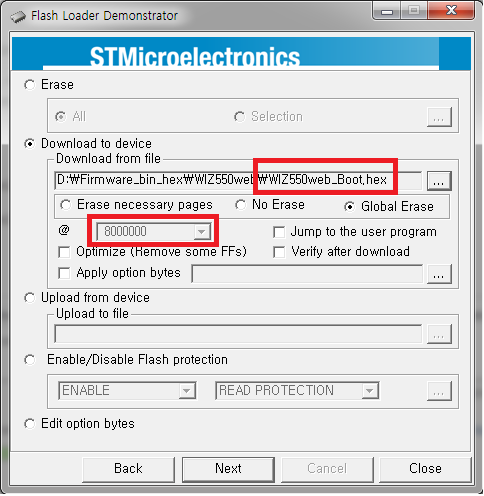 Flash Loader Demonstrator
STMicroelectronics
Erase
All
Selection
...
Download to device
Download from file
D:₩Firmware_bin_hex₩WIZ550web₩WIZ550web_Boot.hex
...
Erase necessary pages
No Erase
Global Erase
@
8000000
Jump to the user program
Optimize (Remove some FFs)
Verify after download
Apply option bytes
...
Upload from device
Upload to file
...
Enable/Disable Flash protection
ENABLE
READ PROTECTION
...
Edit option bytes
Back
Next
Cancel
Close